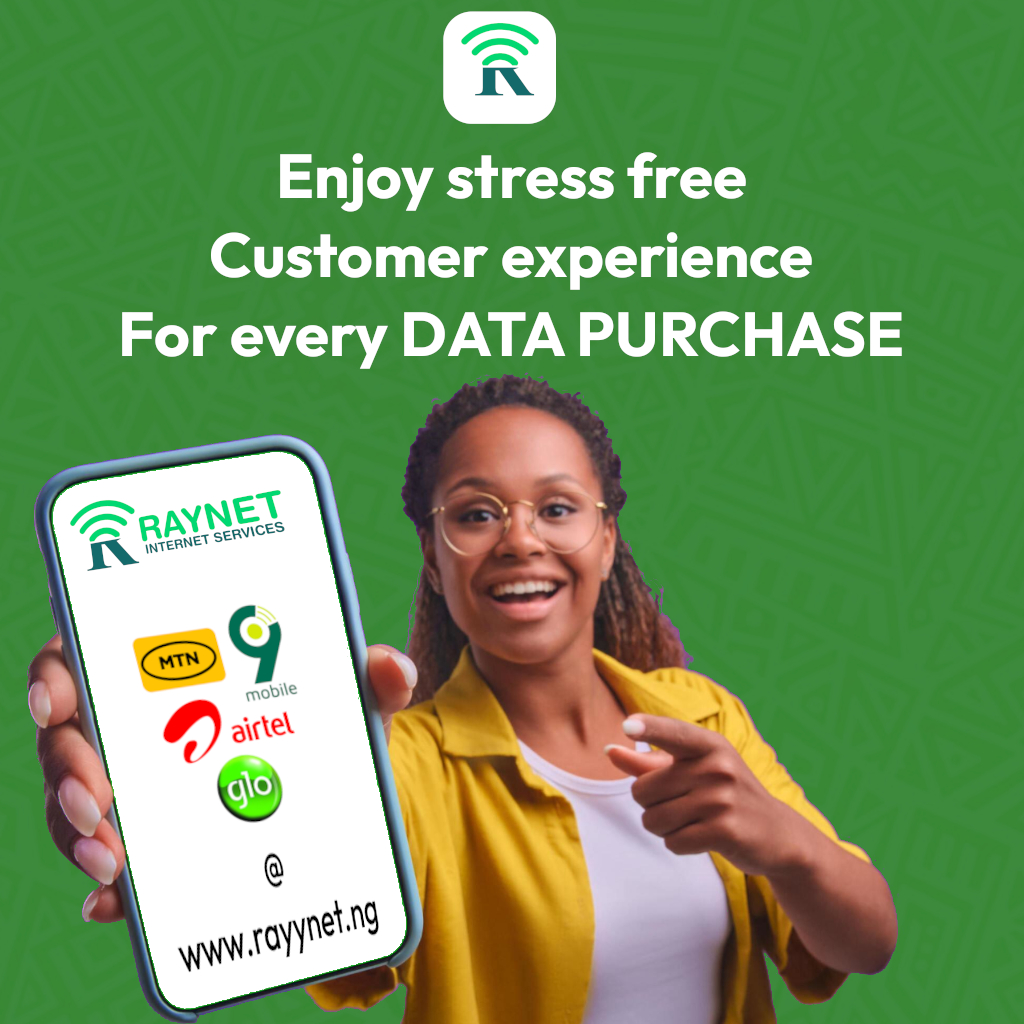 Enjoy stress free
Customer experience
For every DATA PURCHASE
RAYNET
INTERNET SERVICES
MTN
9
mobile
airtel
glo
@
www.rayynet.ng